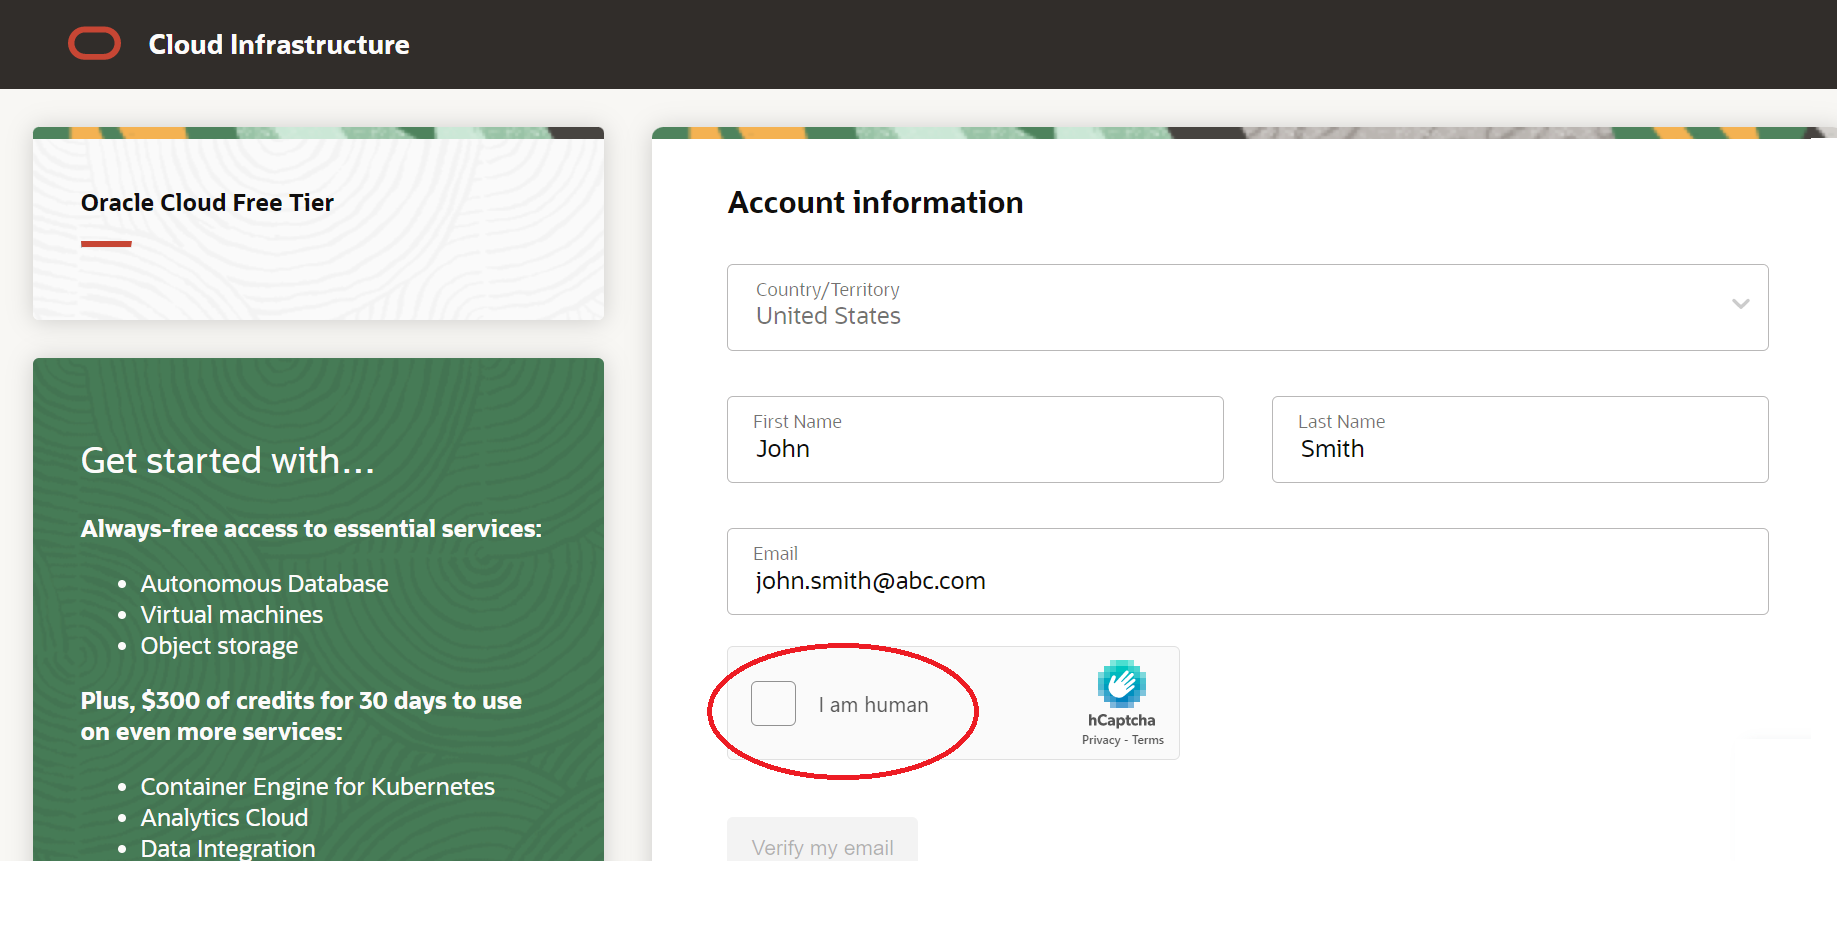 Cloud Infrastructure
Oracle Cloud Free Tier
Get started with...
Always-free access to essential services:
• Autonomous Database
• Virtual machines
• Object storage
Plus, $300 of credits for 30 days to use
on even more services:
• Container Engine for Kubernetes
• Analytics Cloud
• Data Integration
Account information
Country/Territory
United States
First Name
John
Last Name
Smith
Email
john.smith@abc.com
I am human
hCaptcha
Privacy - Terms
Verify my email